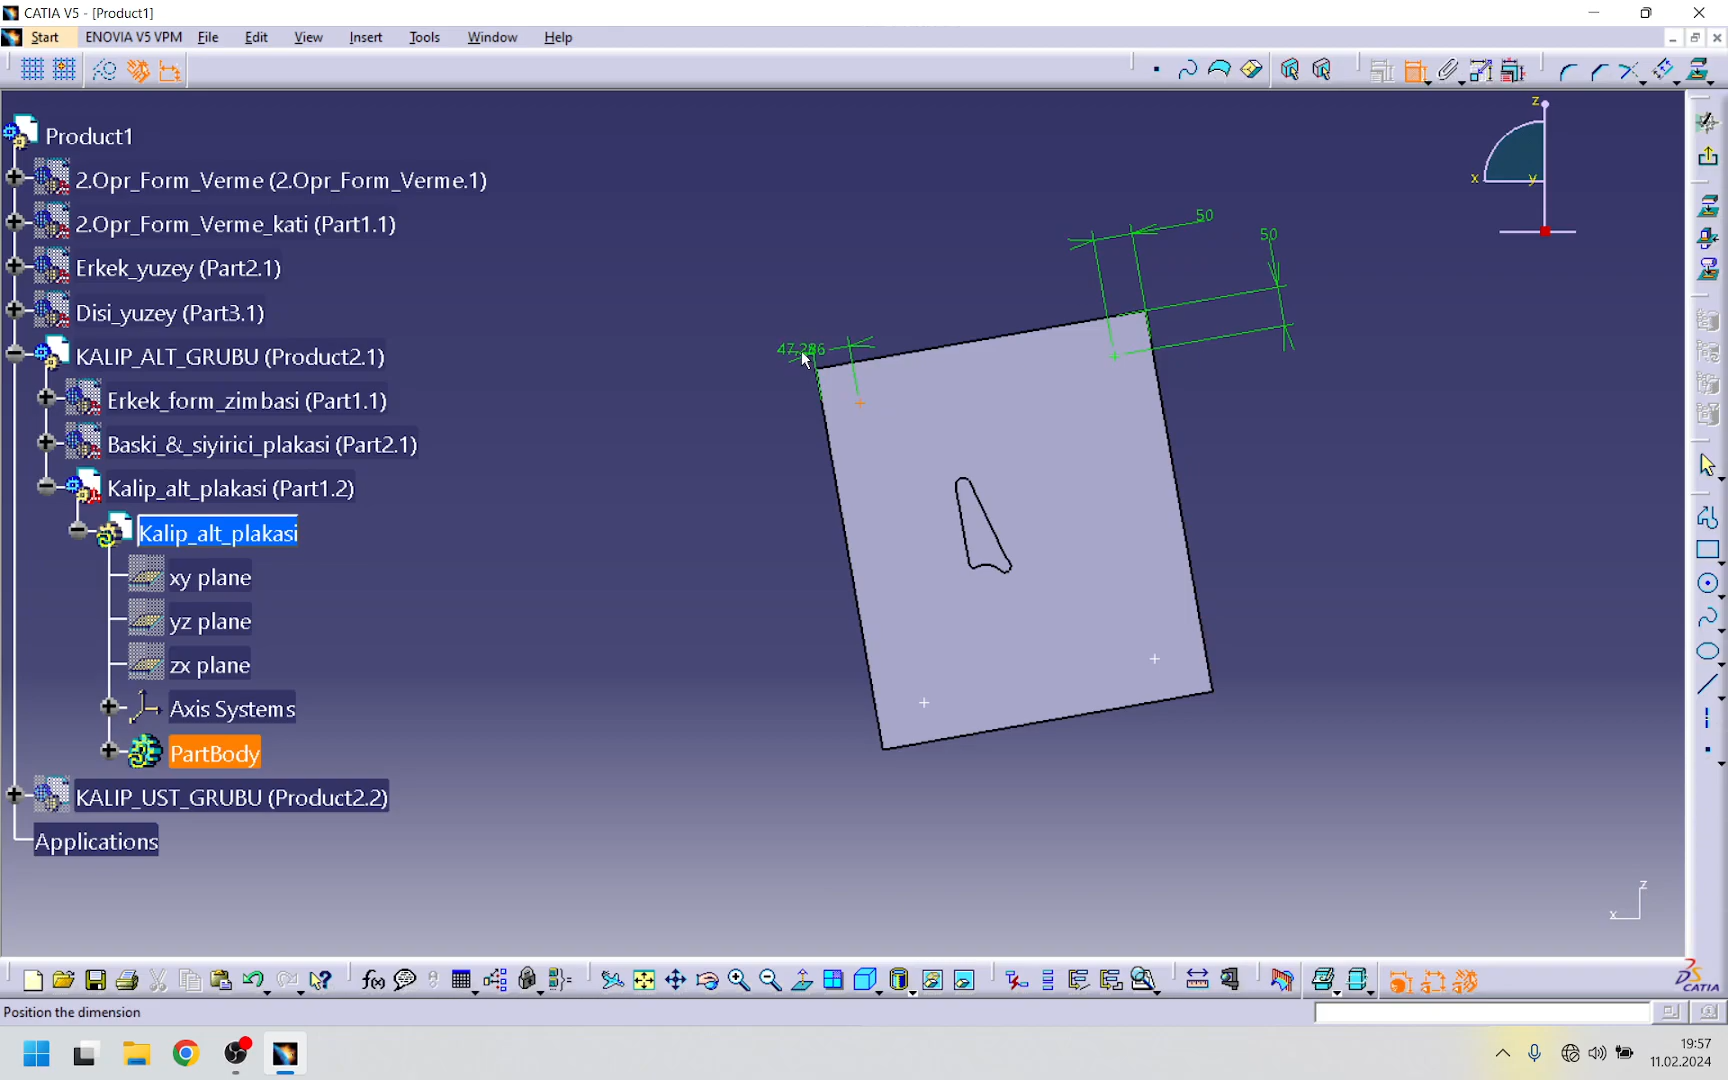 CATIA V5 - [Product1]
Start ENOVIA V5 VPM File Edit View Insert Tools Window Help
Product1
2.Opr_Form_Verme (2.Opr_Form_Verme.1)
2.Opr_Form_Verme_kati (Part1.1)
Erkek_yuzey (Part2.1)
Disi_yuzey (Part3.1)
KALIP_ALT_GRUBU (Product2.1)
Erkek_form_zimbasi (Part1.1)
Baski_&_siyirici_plakasi (Part2.1)
Kalip_alt_plakasi (Part1.2)
Kalip_alt_plakasi
xy plane
yz plane
zx plane
Axis Systems
PartBody
KALIP_UST_GRUBU (Product2.2)
Applications
50
50
47,286
z
x
y
z
x
CATIA
Position the dimension
19:57
11.02.2024